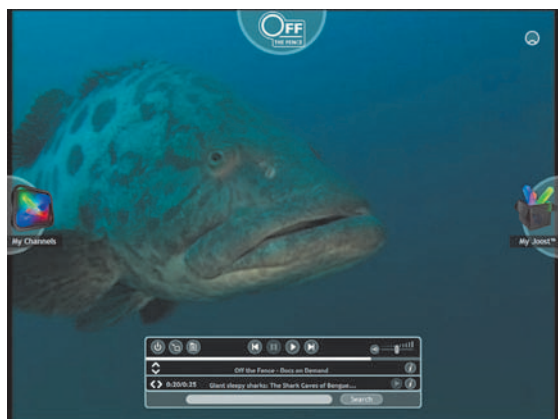 OFF
THE FENCE
My Channels
My Joost™
Off the Fence - Docs on Demand
0:20/0:25 Giant sleepy sharks: The Shark Caves of Bengue...
Search